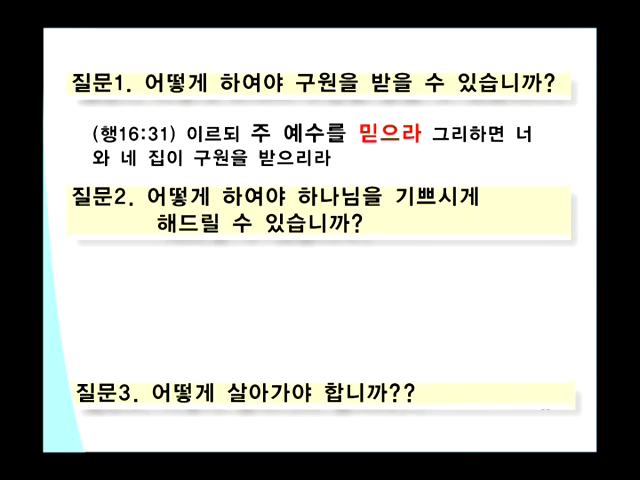 질문1. 어떻게 하여야 구원을 받을 수 있습니까?
(행16:31) 이르되 주 예수를 믿으라 그리하면 너
와 네 집이 구원을 받으리라
질문2. 어떻게 하여야 하나님을 기쁘시게
해드릴 수 있습니까?
질문3. 어떻게 살아가야 합니까??